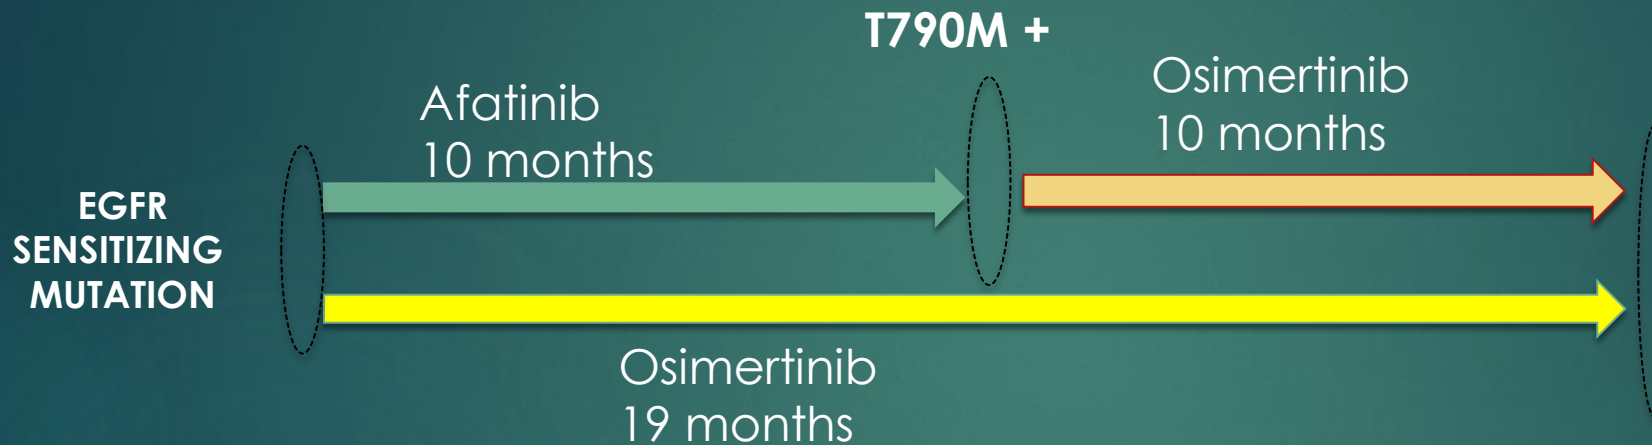 T790M +
Afatinib
10 months
Osimertinib
10 months
EGFR
SENSITIZING
MUTATION
Osimertinib
19 months